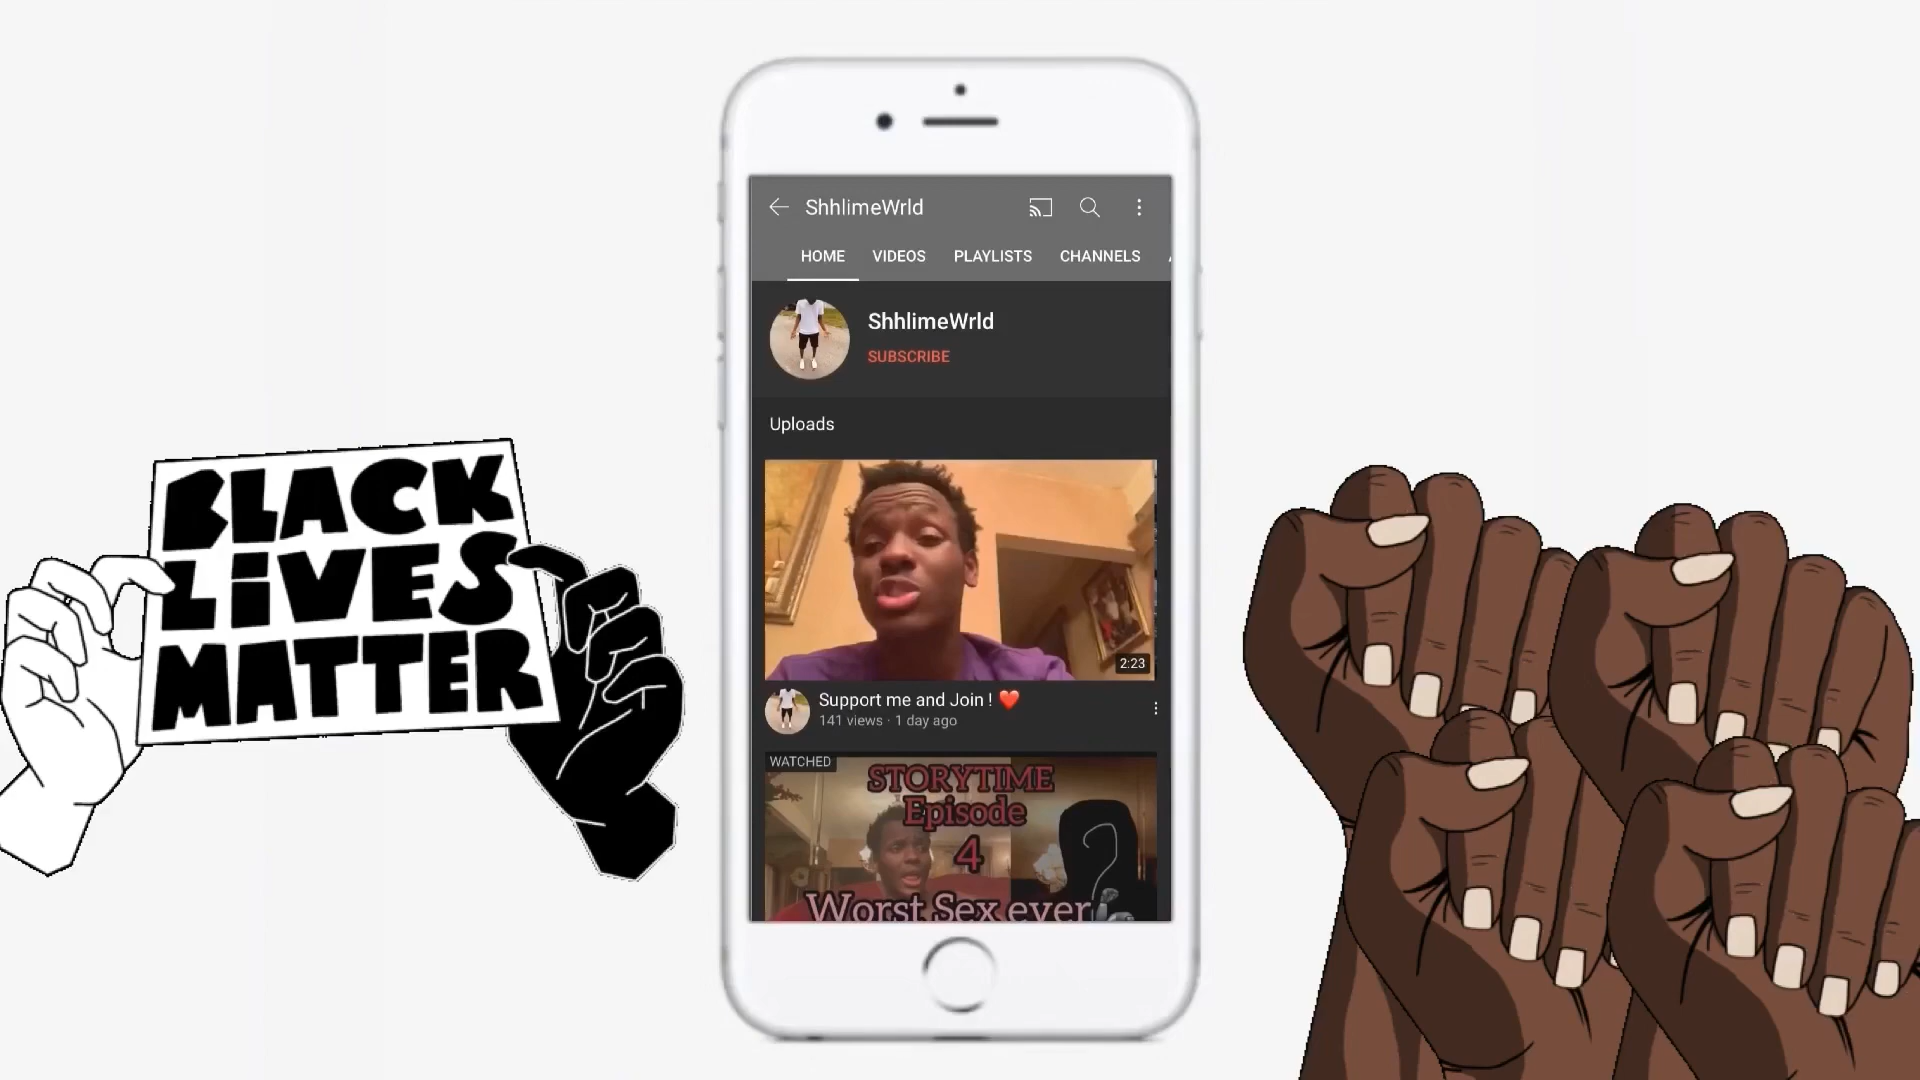 BLACK
LIVES
MATTER
ShhlimeWrld
HOME VIDEOS PLAYLISTS CHANNELS
ShhlimeWrld
SUBSCRIBE
Uploads
2:23
Support me and Join ! ❤️
141 views · 1 day ago
WATCHED
STORYTIME
Episode
4
Worst Sex ever